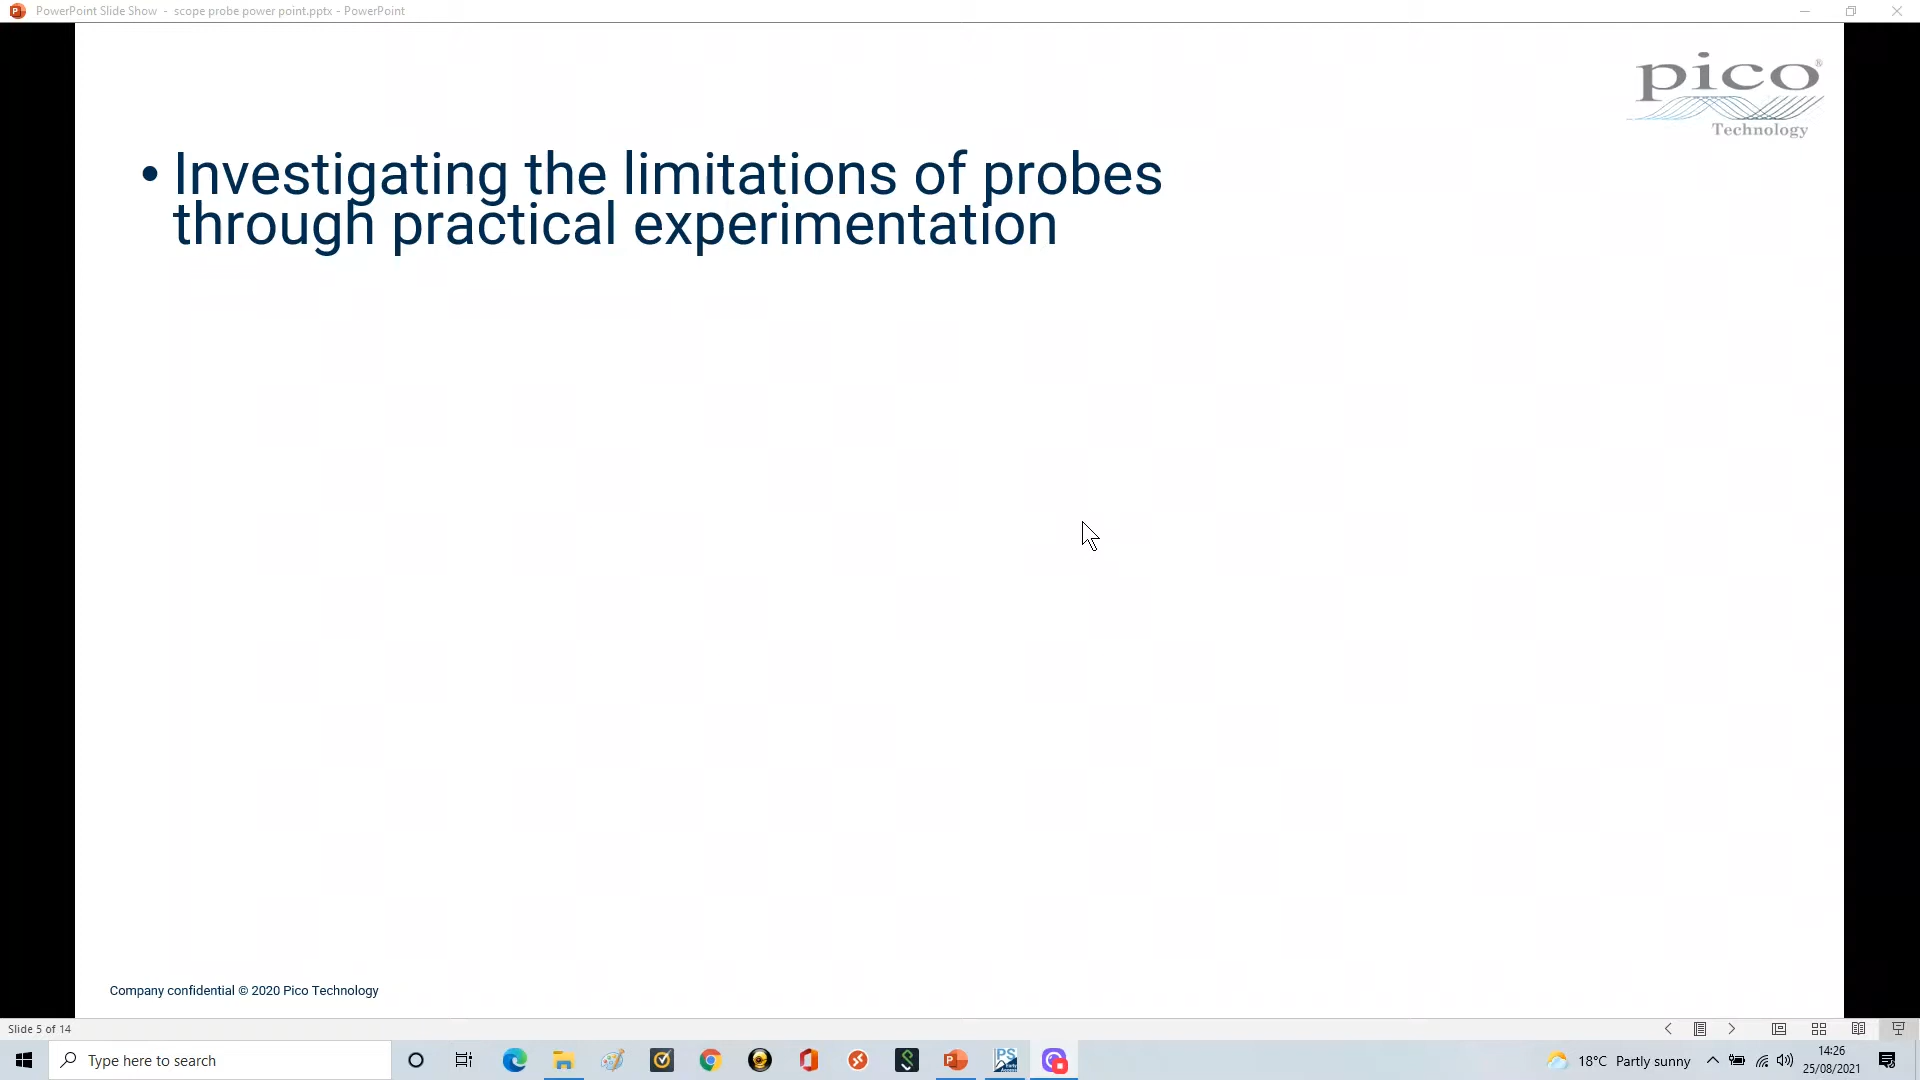 PowerPoint Slide Show - scope probe power point.pptx - PowerPoint
pico®
Technology
• Investigating the limitations of probes
through practical experimentation
Company confidential © 2020 Pico Technology
Slide 5 of 14
Type here to search
18°C Partly sunny
14:26
25/08/2021